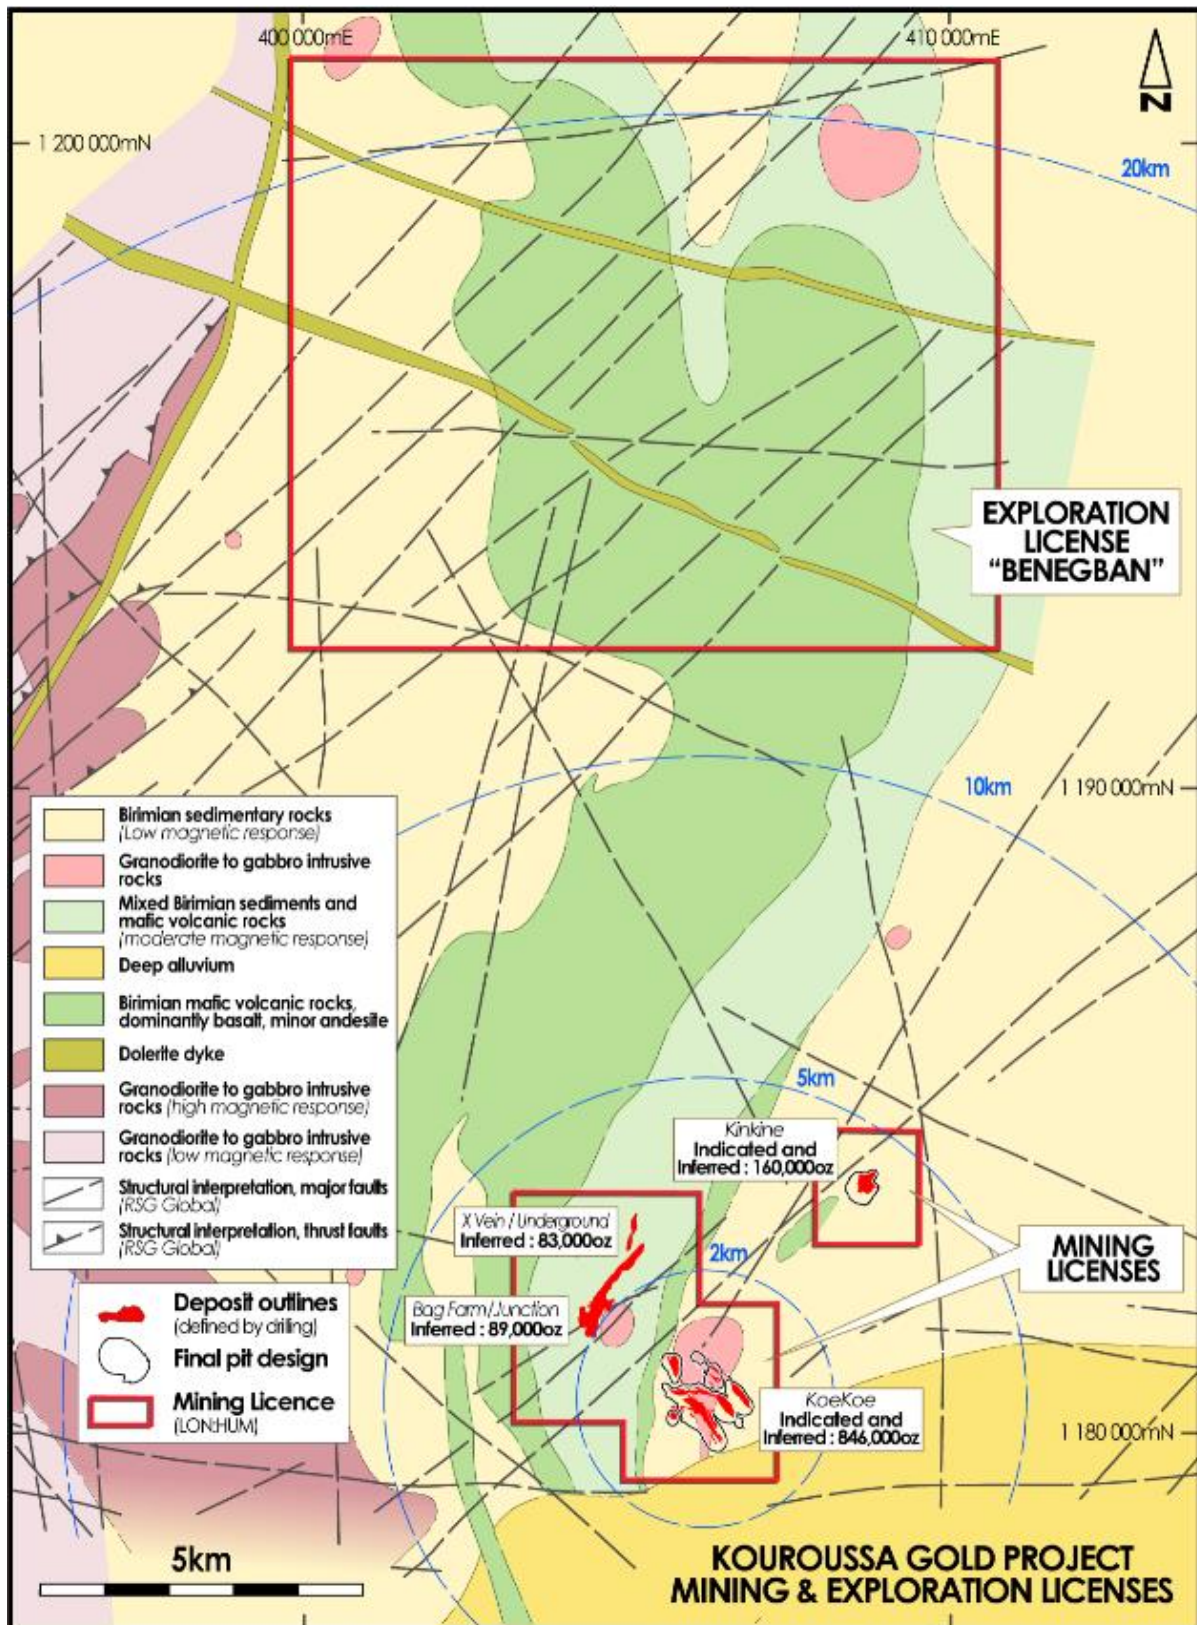 400 000mE
410 000mE
N
1 200 000mN
20km
EXPLORATION
LICENSE
“BENEGBAN”
10km
1 190 000mN
Birimian sedimentary rocks
(Low magnetic response)
Granodiorite to gabbro intrusive
rocks
Mixed Birimian sediments and
mafic volcanic rocks
(moderate magnetic response)
Deep alluvium
Birimian mafic volcanic rocks,
dominantly basalt, minor andesite
Dolerite dyke
Granodiorite to gabbro intrusive
rocks (high magnetic response)
Granodiorite to gabbro intrusive
rocks (low magnetic response)
Structural interpretation, major faults
(RSG Global)
Structural interpretation, thrust faults
(RSG Global)
5km
Kinkine
Indicated and
Inferred : 160,000oz
X Vein / Underground
Inferred : 83,000oz
2km
MINING
LICENSES
Bag Farm/Junction
Inferred : 89,000oz
Deposit outlines
(defined by drilling)
Final pit design
Mining Licence
(LON:HUM)
KoeKoe
Indicated and
Inferred : 846,000oz
1 180 000mN
5km
KOUROUSSA GOLD PROJECT
MINING & EXPLORATION LICENSES